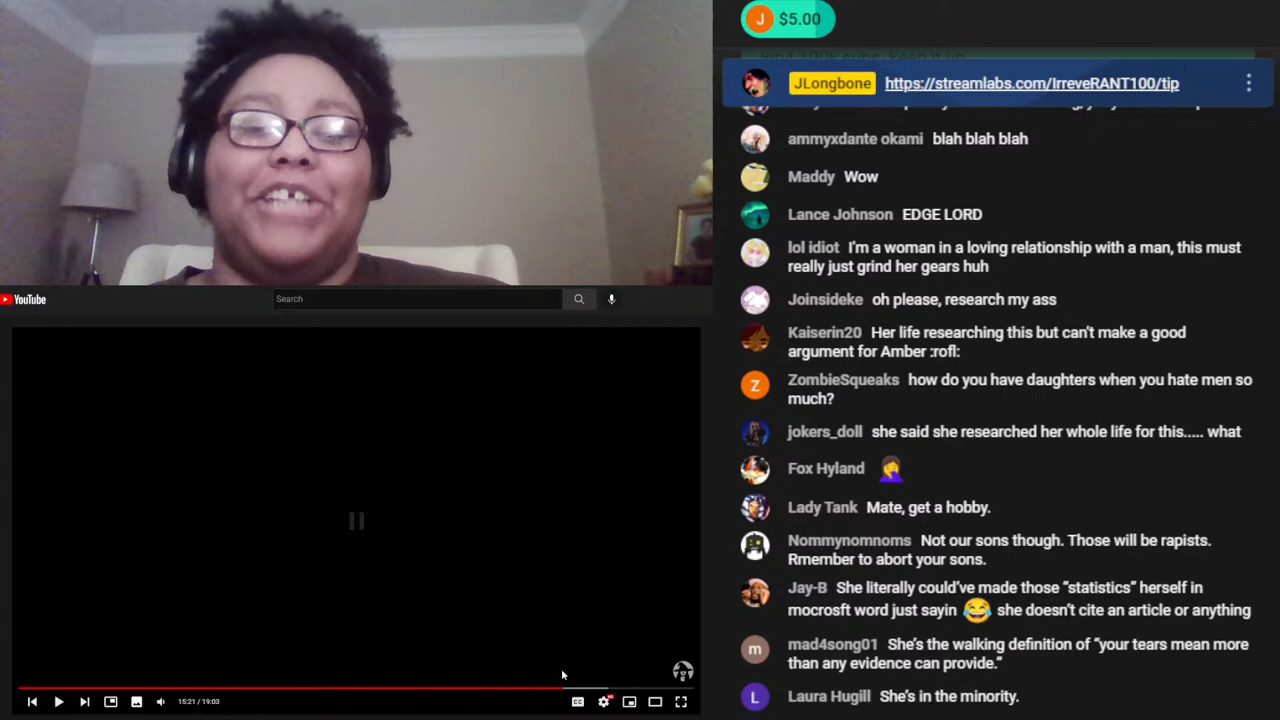 J $5.00
JLongbone https://streamlabs.com/IrreveRANT100/tip
ammyxdante okami blah blah blah
Maddy Wow
Lance Johnson EDGE LORD
lol idiot I'm a woman in a loving relationship with a man, this must
really just grind her gears huh
Joinsideke oh please, research my ass
Kaiserin20 Her life researching this but can't make a good
argument for Amber :rofl:
Z ZombieSqueaks how do you have daughters when you hate men so
much?
jokers_doll she said she researched her whole life for this..... what
Fox Hyland
Lady Tank Mate, get a hobby.
Nommynomnoms Not our sons though. Those will be rapists.
Rmember to abort your sons.
Jay-B She literally could've made those “statistics” herself in
mocrosft word just sayin she doesn't cite an article or anything
m mad4song01 She's the walking definition of “your tears mean more
than any evidence can provide.”
L Laura Hugill She's in the minority.
YouTube
Search
15:21 / 19:03
CC